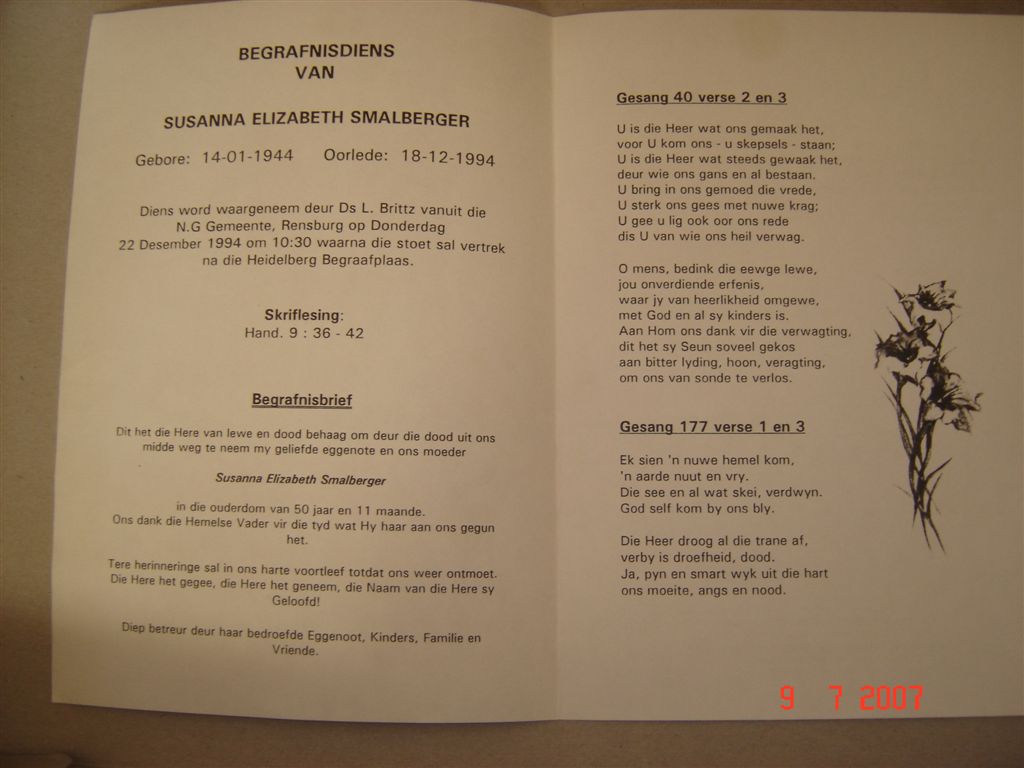 BEGRAFNISDIENS
VAN
SUSANNA ELIZABETH SMALBERGER
Gebore: 14-01-1944 Oorlede: 18-12-1994
Diens word waargeneem deur Ds L. Brittz vanuit die
N.G Gemeente, Rensburg op Donderdag
22 Desember 1994 om 10:30 waarna die stoet sal vertrek
na die Heidelberg Begraafplaas.
Skriflesing:
Hand. 9 : 36 - 42
Begrafnisbrief
Dit het die Here van lewe en dood behaag om deur die dood uit ons
midde weg te neem my geliefde eggenote en ons moeder
Susanna Elizabeth Smalberger
in die ouderdom van 50 jaar en 11 maande.
Ons dank die Hemelse Vader vir die tyd wat Hy haar aan ons gegun
het.
Tere herinneringe sal in ons harte voortleef totdat ons weer ontmoet.
Die Here het gegee, die Here het geneem, die Naam van die Here sy
Geloofd!
Diep betreur deur haar bedroefde Eggenoot, Kinders, Familie en
Vriende.
Gesang 40 verse 2 en 3
U is die Heer wat ons gemaak het,
voor U kom ons - u skepsels - staan;
U is die Heer wat steeds gewaak het,
deur wie ons gans en al bestaan.
U bring in ons gemoed die vrede,
U sterk ons gees met nuwe krag;
U gee u lig ook oor ons rede
dis U van wie ons heil verwag.
O mens, bedink die eewge lewe,
jou onverdiende erfenis,
waar jy van heerlikheid omgewe,
met God en al sy kinders is.
Aan Hom ons dank vir die verwagting,
dit het sy Seun soveel gekos
aan bitter lyding, hoon, veragting,
om ons van sonde te verlos.
Gesang 177 verse 1 en 3
Ek sien 'n nuwe hemel kom,
'n aarde nuut en vry.
Die see en al wat skei, verdwyn.
God self kom by ons bly.
Die Heer droog al die trane af,
verby is droefheid, dood.
Ja, pyn en smart wyk uit die hart
ons moeite, angs en nood.
9 7 2007